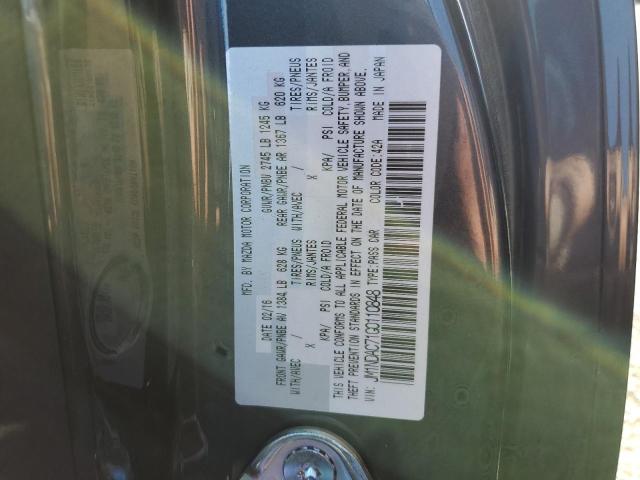 MFD. BY MAZDA MOTOR CORPORATION
DATE 02/16 GVWR/PNBV 2745 LB 1245 KG
FRONT GAWR/PNBE AV 1384 LB 628 KG REAR GAWR/PNBE AR 1367 LB 620 KG
WITH/AVEC / TIRES/PNEUS WITH/AVEC / TIRES/PNEUS
X RIMS/JANTES X RIMS/JANTES
KPA/ PSI COLD/A FROID KPA/ PSI COLD/A FROID
THIS VEHICLE CONFORMS TO ALL APPLICABLE FEDERAL MOTOR VEHICLE SAFETY, BUMPER, AND
THEFT PREVENTION STANDARDS IN EFFECT ON THE DATE OF MANUFACTURE SHOWN ABOVE.
VIN: JM1NDAC71G0110848 TYPE:PASS CAR COLOR CODE:42A MADE IN JAPAN